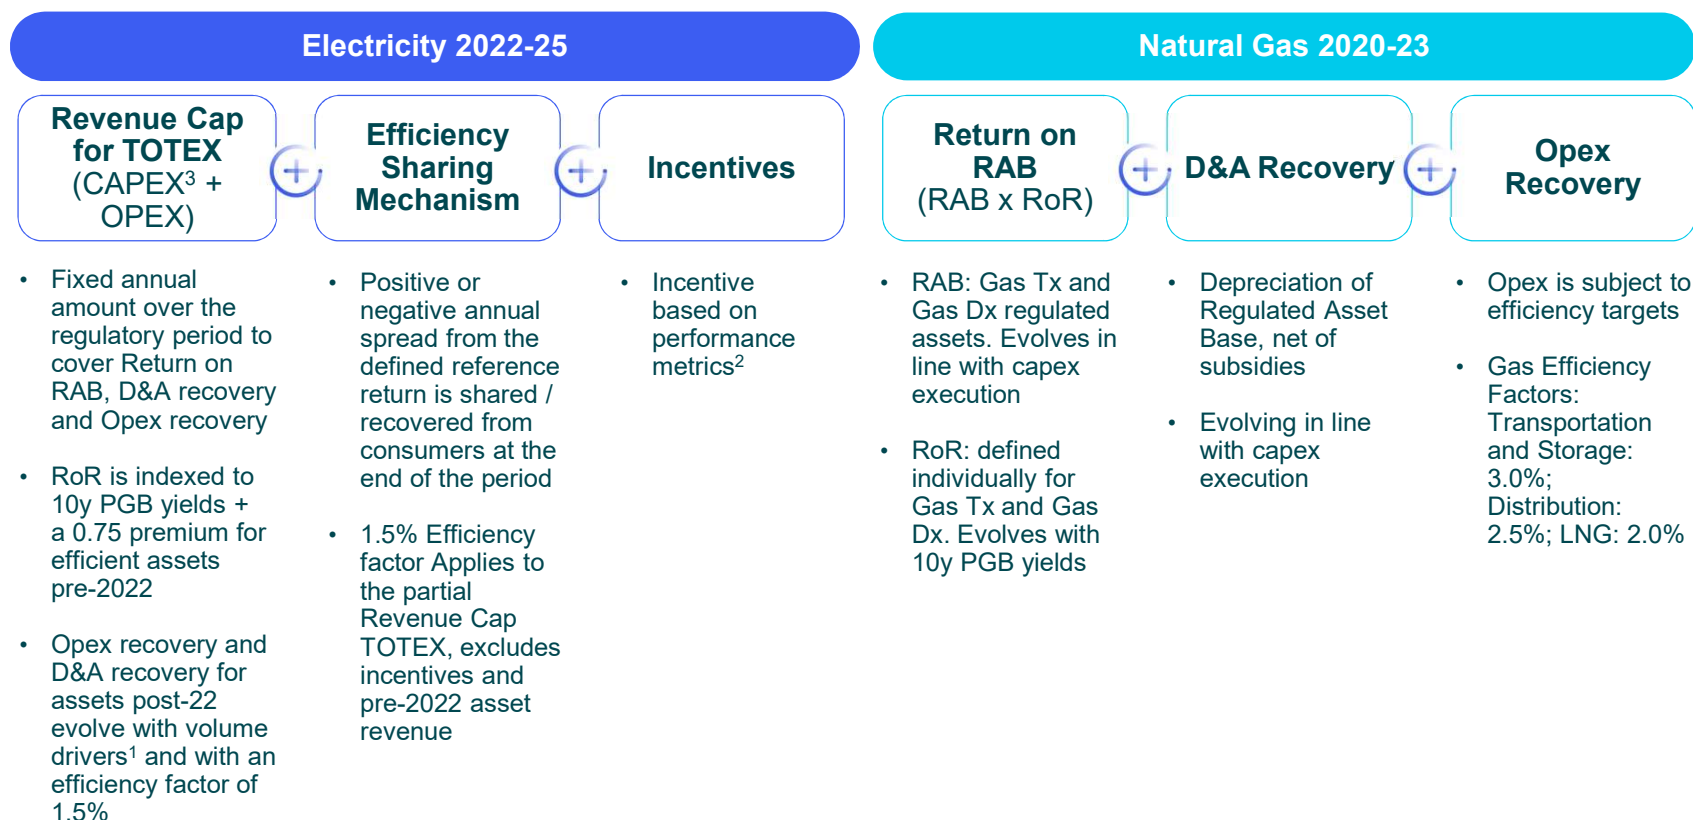 Electricity 2022-25
Natural Gas 2020-23
Revenue Cap
for TOTEX
(CAPEX³ +
OPEX)
Efficiency
Sharing
Mechanism
Incentives
Return on
RAB
(RAB x RoR)
D&A Recovery
Opex
Recovery
• Fixed annual
amount over the
regulatory period to
cover Return on
RAB, D&A recovery
and Opex recovery
• RoR is indexed to
10y PGB yields +
a 0.75 premium for
efficient assets
pre-2022
• Opex recovery and
D&A recovery for
assets post-22
evolve with volume
drivers¹ and with an
efficiency factor of
1.5%
• Positive or
negative annual
spread from the
defined reference
return is shared /
recovered from
consumers at the
end of the period
• 1.5% Efficiency
factor Applies to
the partial
Revenue Cap
TOTEX, excludes
incentives and
pre-2022 asset
revenue
• Incentive
based on
performance
metrics²
• RAB: Gas Tx and
Gas Dx regulated
assets. Evolves in
line with capex
execution
• RoR: defined
individually for
Gas Tx and Gas
Dx. Evolves with
10y PGB yields
• Depreciation of
Regulated Asset
Base, net of
subsidies
• Evolving in line
with capex
execution
• Opex is subject to
efficiency targets
• Gas Efficiency
Factors:
Transportation
and Storage:
3.0%;
Distribution:
2.5%; LNG: 2.0%